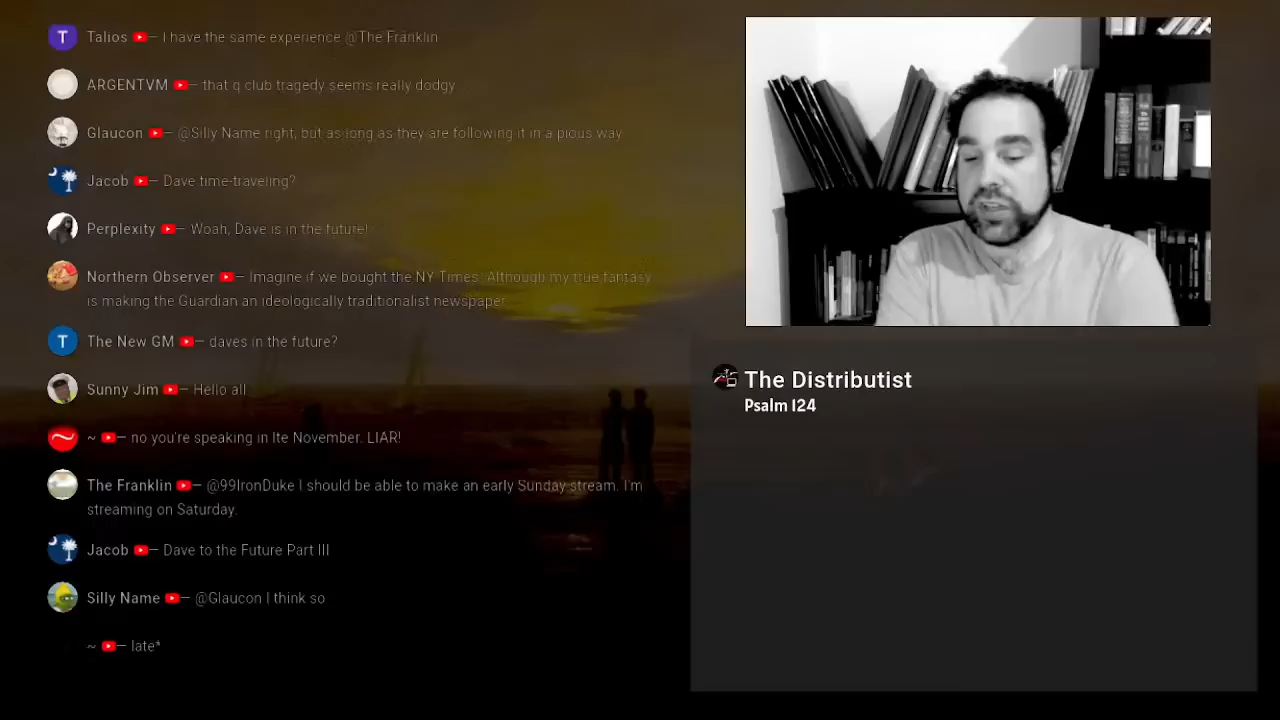 T Talios — I have the same experience @The Franklin
ARGENTVM — that q club tragedy seems really dodgy
Glaucon — @Silly Name right, but as long as they are following it in a pious way
Jacob — Dave time-traveling?
Perplexity — Woah, Dave is in the future!
Northern Observer — Imagine if we bought the NY Times. Although my true fantasy
is making the Guardian an ideologically traditionalist newspaper
T The New GM — daves in the future?
Sunny Jim — Hello all
~ — no you're speaking in lte November. LIAR!
The Franklin — @99IronDuke I should be able to make an early Sunday stream. I'm
streaming on Saturday.
Jacob — Dave to the Future Part III
Silly Name — @Glaucon I think so
~ — late*
The Distributist
Psalm 124